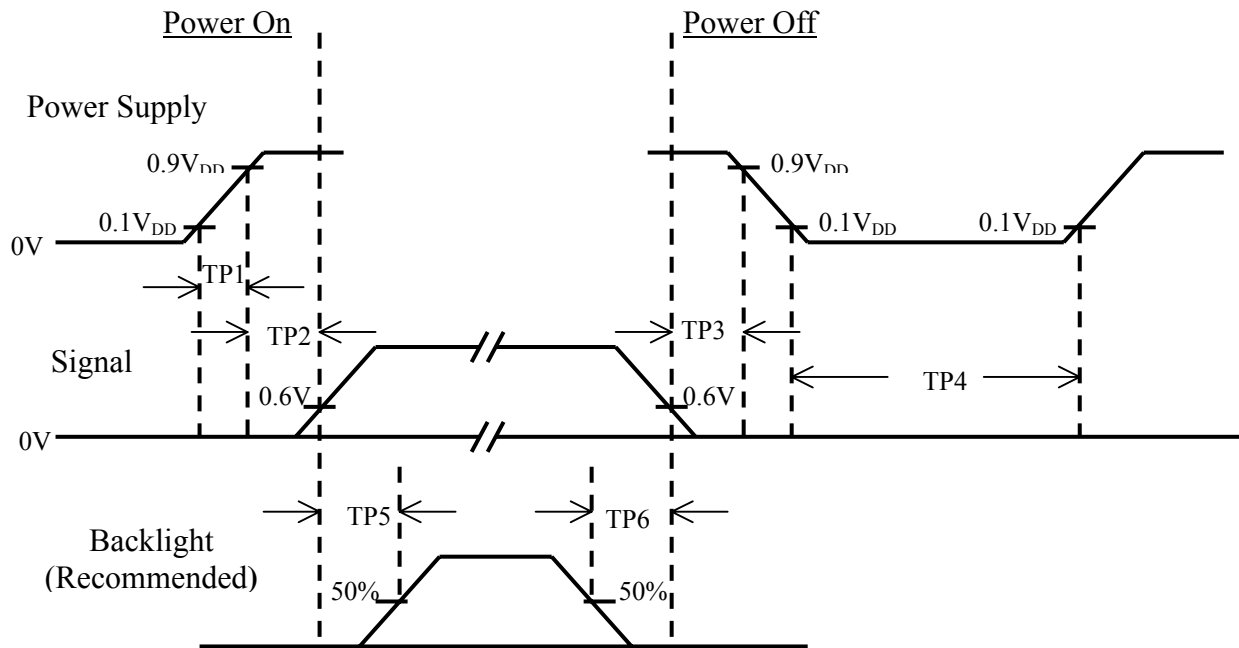 Power On
Power Off
Power Supply
0.9VDD
0.9VDD
0.1VDD
0.1VDD
0.1VDD
0V
TP1
TP2
TP3
Signal
TP4
0.6V
0.6V
0V
TP5
TP6
Backlight
(Recommended)
50%
50%